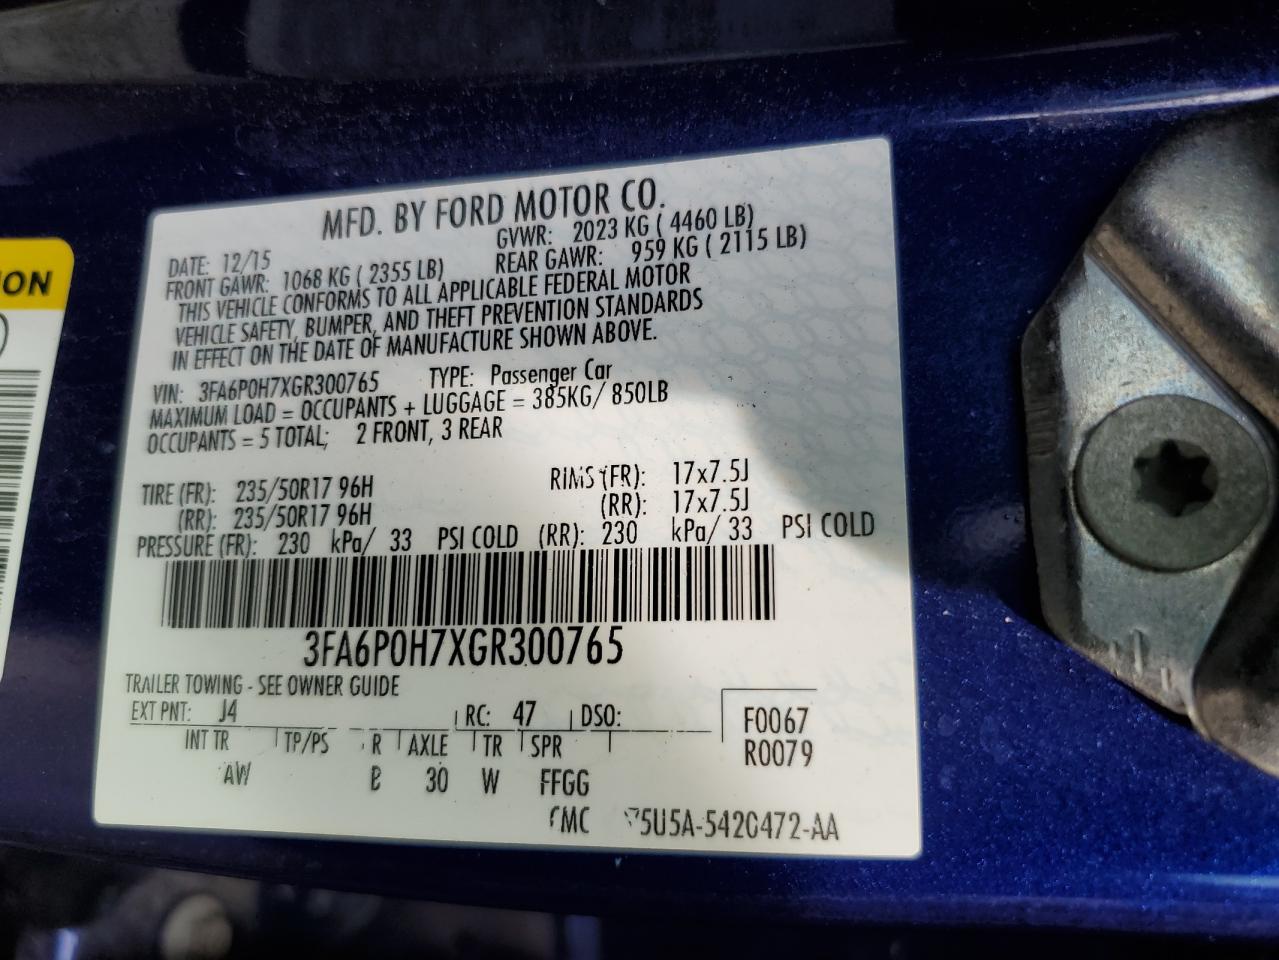 ION
MFD. BY FORD MOTOR CO.
DATE: 12/15 GVWR: 2023 KG ( 4460 LB)
FRONT GAWR: 1068 KG ( 2355 LB) REAR GAWR: 959 KG ( 2115 LB)
THIS VEHICLE CONFORMS TO ALL APPLICABLE FEDERAL MOTOR
VEHICLE SAFETY, BUMPER, AND THEFT PREVENTION STANDARDS
IN EFFECT ON THE DATE OF MANUFACTURE SHOWN ABOVE.
VIN: 3FA6P0H7XGR300765 TYPE: Passenger Car
MAXIMUM LOAD = OCCUPANTS + LUGGAGE = 385KG/ 850LB
OCCUPANTS = 5 TOTAL; 2 FRONT, 3 REAR
TIRE (FR): 235/50R17 96H RIMS (FR): 17x7.5J
(RR): 235/50R17 96H (RR): 17x7.5J
PRESSURE (FR): 230 kPa/ 33 PSI COLD (RR): 230 kPa/ 33 PSI COLD
3FA6P0H7XGR300765
TRAILER TOWING - SEE OWNER GUIDE
EXT PNT: J4 RC: 47 DSO: F0067
INT TR TP/PS R AXLE TR SPR R0079
AW B 30 W FFGG